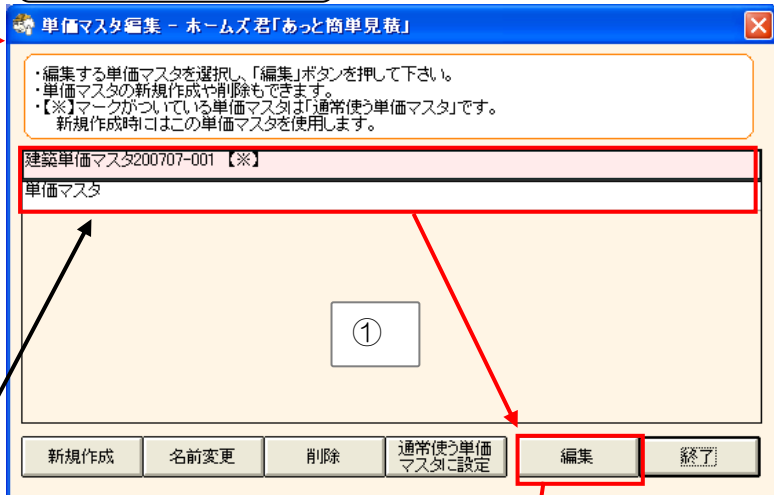 単価マスタ編集 - ホームズ君「あっと簡単見積」
・編集する単価マスタを選択し、「編集」ボタンを押して下さい。
・単価マスタの新規作成や削除もできます。
・【※】マークがついている単価マスタは「通常使う単価マスタ」です。
新規作成時にはこの単価マスタを使用します。
建築単価マスタ200707-001 【※】
単価マスタ
①
新規作成
名前変更
削除
通常使う単価
マスタに設定
編集
終了